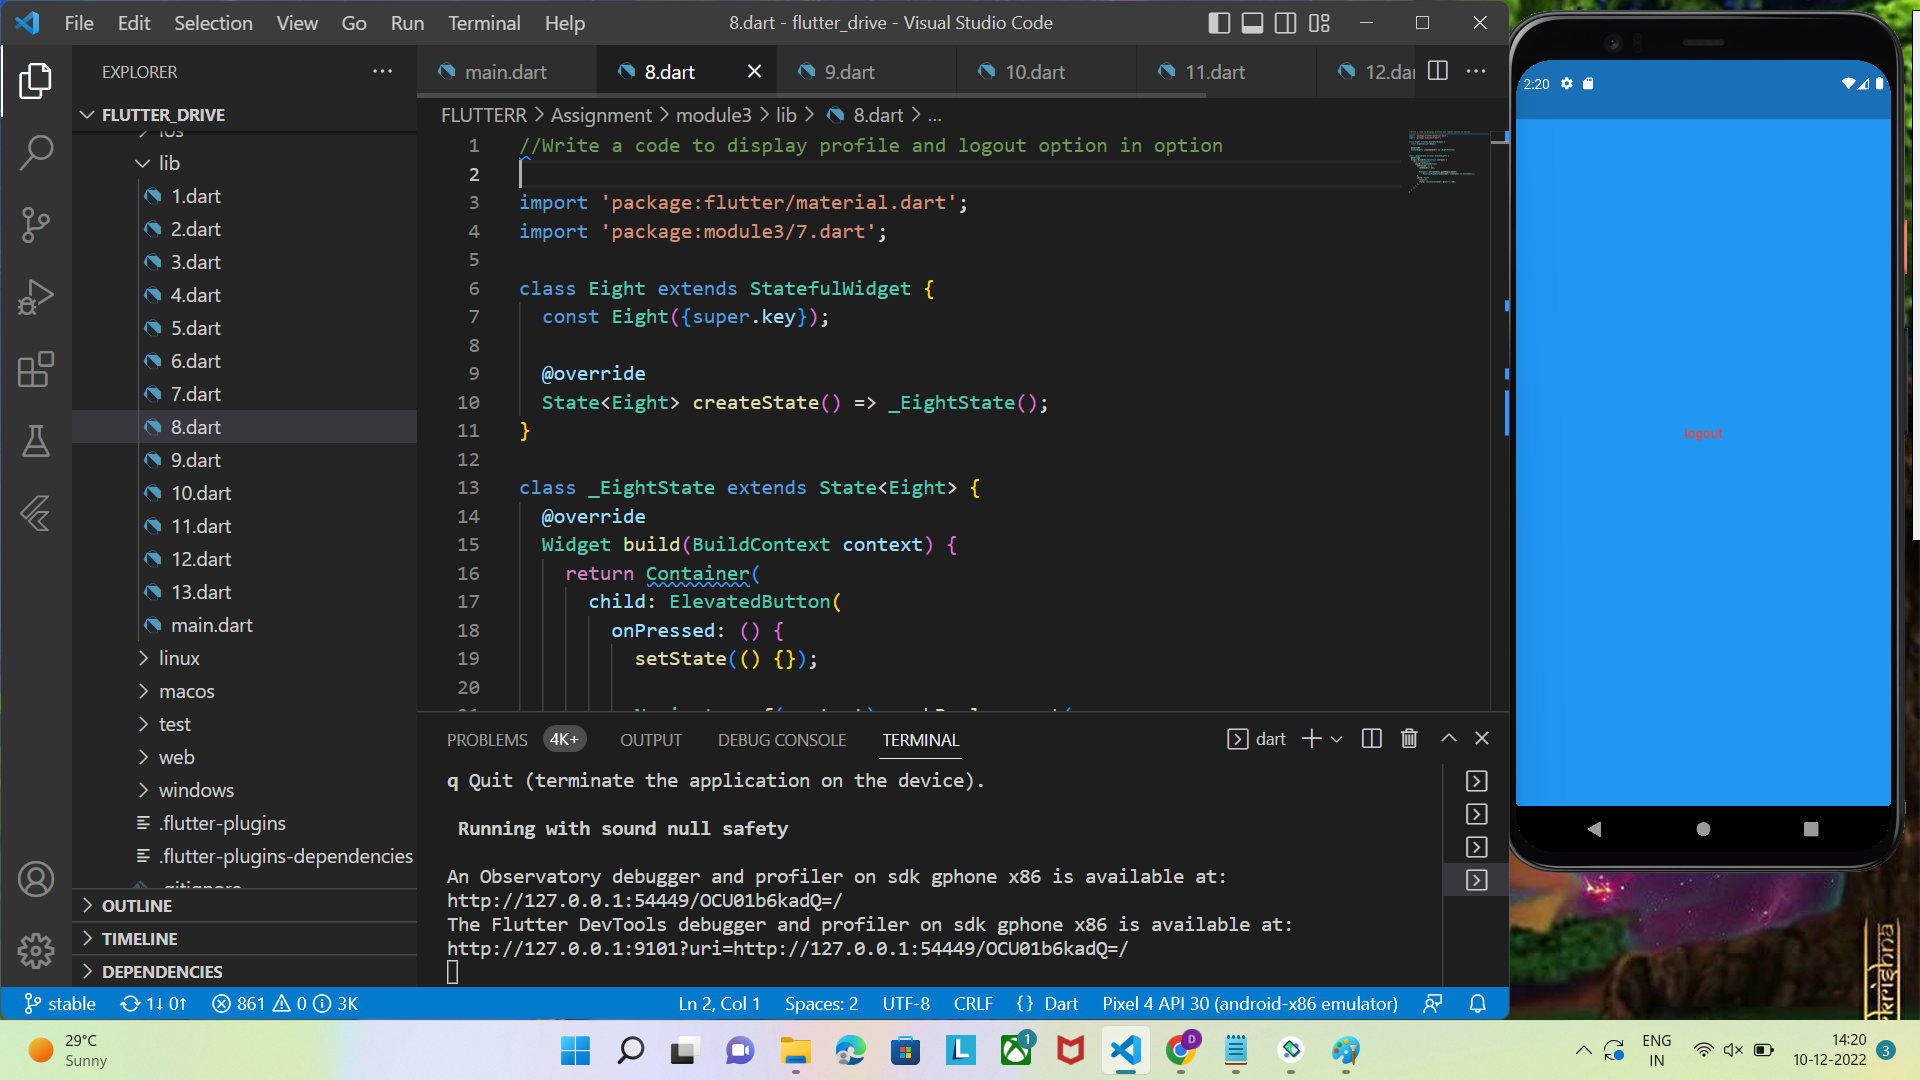 File Edit Selection View Go Run Terminal Help
8.dart - flutter_drive - Visual Studio Code
EXPLORER
FLUTTER_DRIVE
ios
lib
1.dart
2.dart
3.dart
4.dart
5.dart
6.dart
7.dart
8.dart
9.dart
10.dart
11.dart
12.dart
13.dart
main.dart
linux
macos
test
web
windows
.flutter-plugins
.flutter-plugins-dependencies
.gitignore
OUTLINE
TIMELINE
DEPENDENCIES
main.dart 8.dart 9.dart 10.dart 11.dart 12.dar
FLUTTERR > Assignment > module3 > lib > 8.dart > ...
1 //Write a code to display profile and logout option in option
2
3 import 'package:flutter/material.dart';
4 import 'package:module3/7.dart';
5
6 class Eight extends StatefulWidget {
7 const Eight({super.key});
8
9 @override
10 State<Eight> createState() => _EightState();
11 }
12
13 class _EightState extends State<Eight> {
14 @override
15 Widget build(BuildContext context) {
16 return Container(
17 child: ElevatedButton(
18 onPressed: () {
19 setState(() {});
20
PROBLEMS 4K+ OUTPUT DEBUG CONSOLE TERMINAL
dart
q Quit (terminate the application on the device).
Running with sound null safety
An Observatory debugger and profiler on sdk gphone x86 is available at:
http://127.0.0.1:54449/OCU01b6kadQ=/
The Flutter DevTools debugger and profiler on sdk gphone x86 is available at:
http://127.0.0.1:9101?uri=http://127.0.0.1:54449/OCU01b6kadQ=/
stable 1↓ 0↑ 861 0 3K
Ln 2, Col 1 Spaces: 2 UTF-8 CRLF {} Dart Pixel 4 API 30 (android-x86 emulator)
2:20
logout
krishna
29°C
Sunny
L
1
D
ENG
IN
14:20
10-12-2022
3